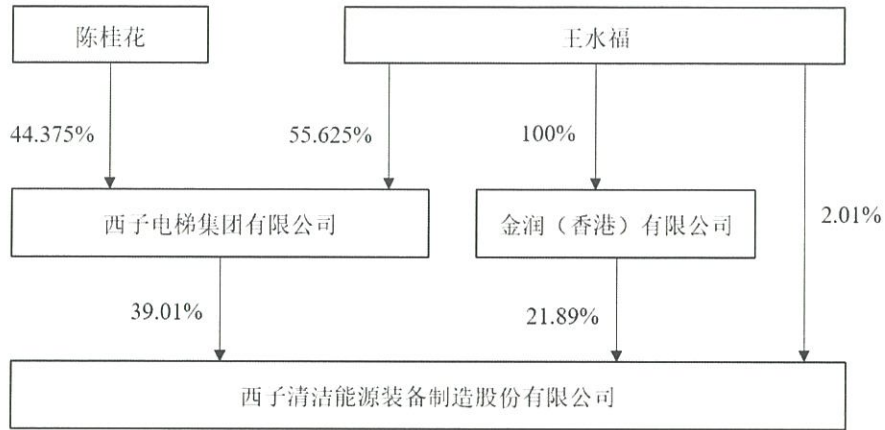 陈桂花
王水福
44.375%
55.625%
100%
2.01%
西子电梯集团有限公司
金润（香港）有限公司
39.01%
21.89%
西子清洁能源装备制造股份有限公司